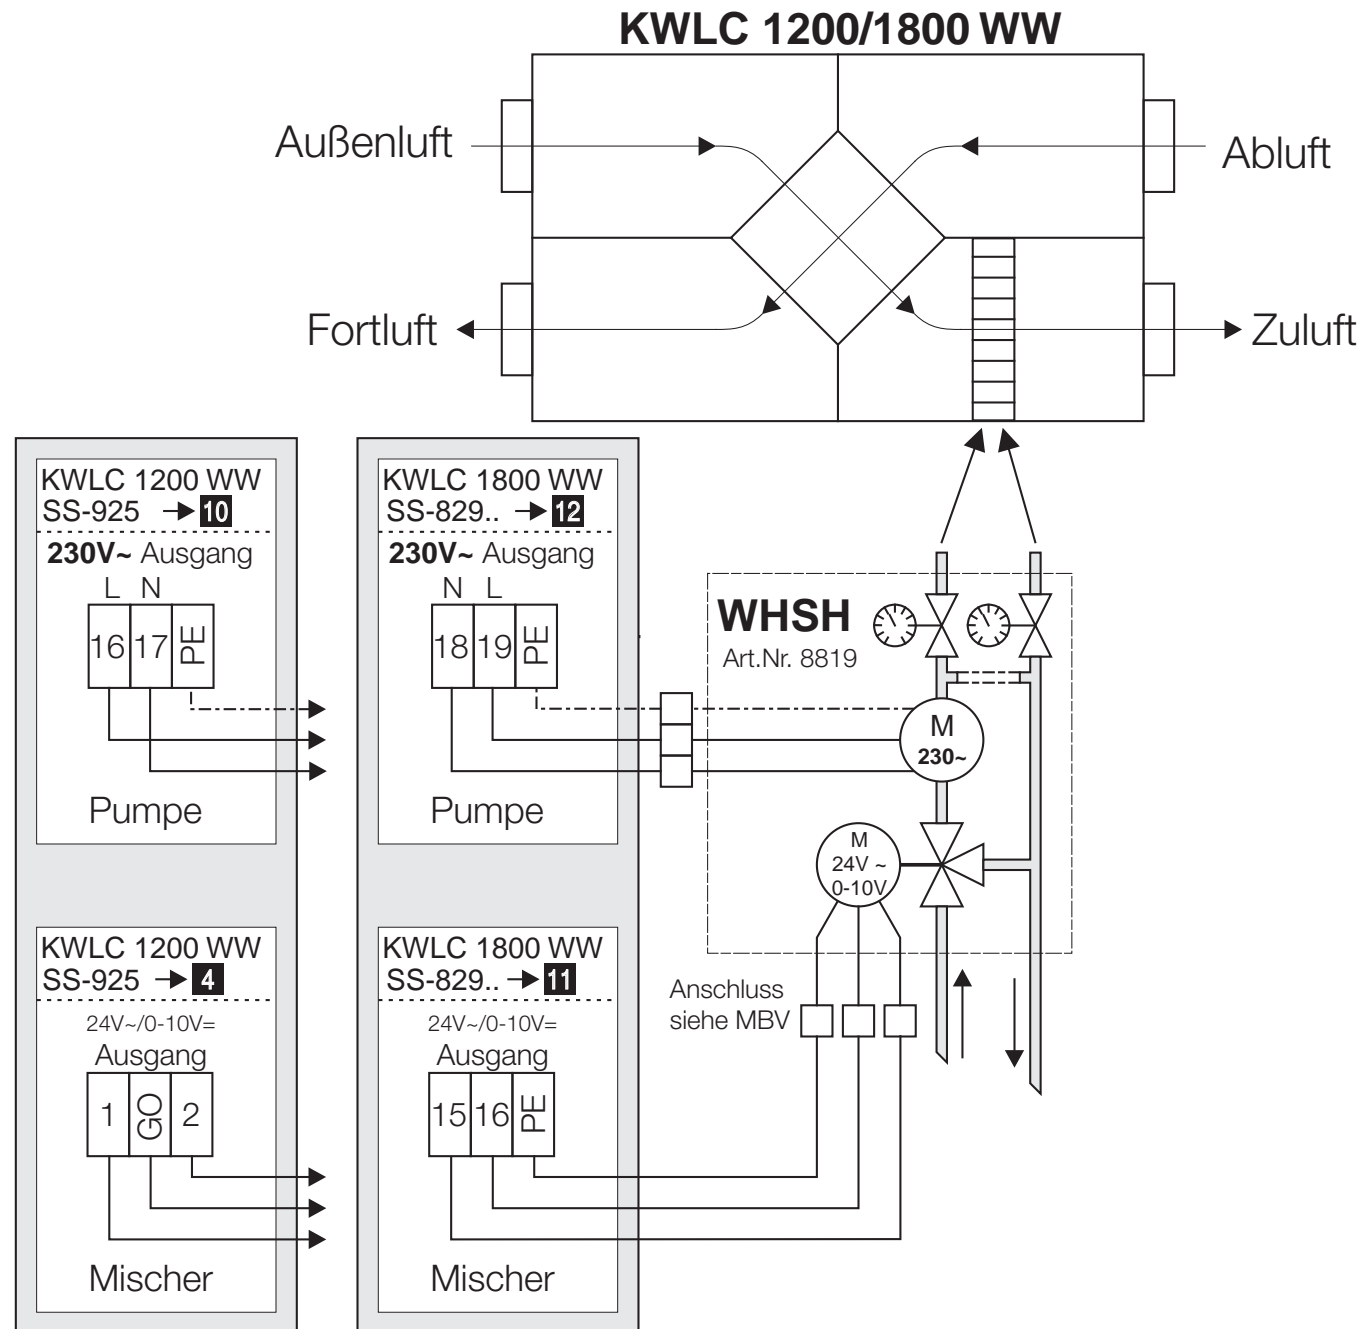 KWLC 1200/1800 WW
Außenluft
Abluft
Fortluft
Zuluft
KWLC 1200 WW
SS-925 10
230V~ Ausgang
L N
16 17 PE
Pumpe
KWLC 1800 WW
SS-829.. 12
230V~ Ausgang
N L
18 19 PE
Pumpe
WHSH
Art.Nr. 8819
M
230~
M
24V ~
0-10V
KWLC 1200 WW
SS-925 4
24V~/0-10V=
Ausgang
1 GO 2
Mischer
KWLC 1800 WW
SS-829.. 11
24V~/0-10V=
Ausgang
15 16 PE
Mischer
Anschluss
siehe MBV